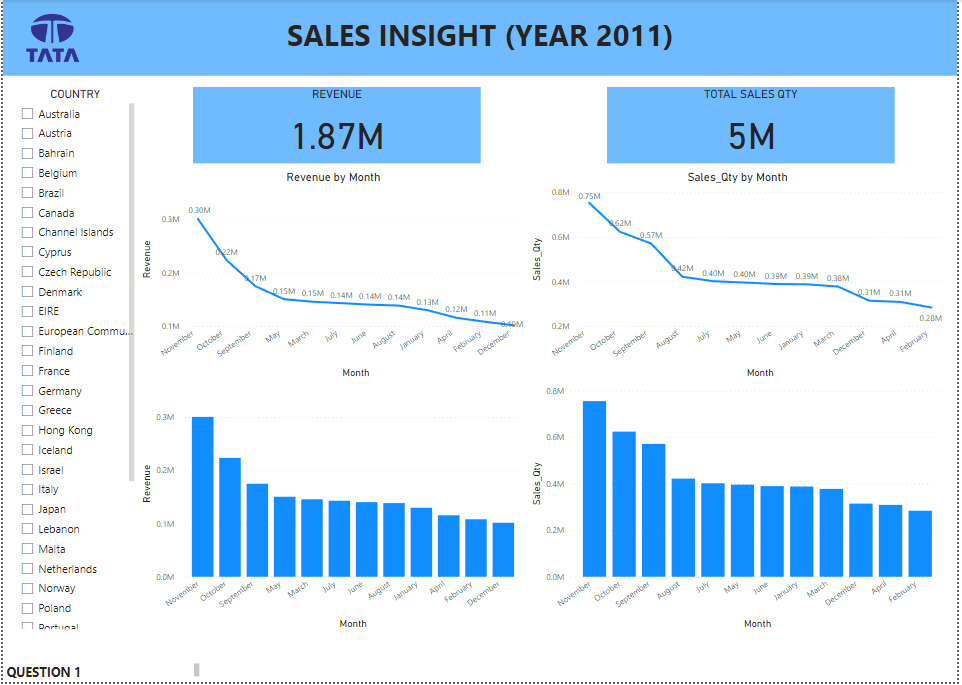 SALES INSIGHT (YEAR 2011)
TATA
COUNTRY
Australia
Austria
Bahrain
Belgium
Brazil
Canada
Channel Islands
Cyprus
Czech Republic
Denmark
EIRE
European Commu...
Finland
France
Germany
Greece
Hong Kong
Iceland
Israel
Italy
Japan
Lebanon
Malta
Netherlands
Norway
Poland
Portugal
REVENUE
1.87M
TOTAL SALES QTY
5M
Revenue by Month
Revenue
0.3M
0.2M
0.1M
0.30M
0.22M
0.17M
0.15M
0.15M
0.14M
0.14M
0.14M
0.13M
0.12M
0.11M
0.10M
November
October
September
May
March
July
June
August
January
April
February
December
Month
Sales_Qty by Month
Sales_Qty
0.8M
0.6M
0.4M
0.2M
0.75M
0.62M
0.57M
0.42M
0.40M
0.40M
0.39M
0.39M
0.38M
0.31M
0.31M
0.28M
November
October
September
August
July
May
June
January
March
December
April
February
Month
Revenue
0.3M
0.2M
0.1M
0.0M
November
October
September
May
March
July
June
August
January
April
February
December
Month
Sales_Qty
0.8M
0.6M
0.4M
0.2M
0.0M
November
October
September
August
July
May
June
January
March
December
April
February
Month
QUESTION 1